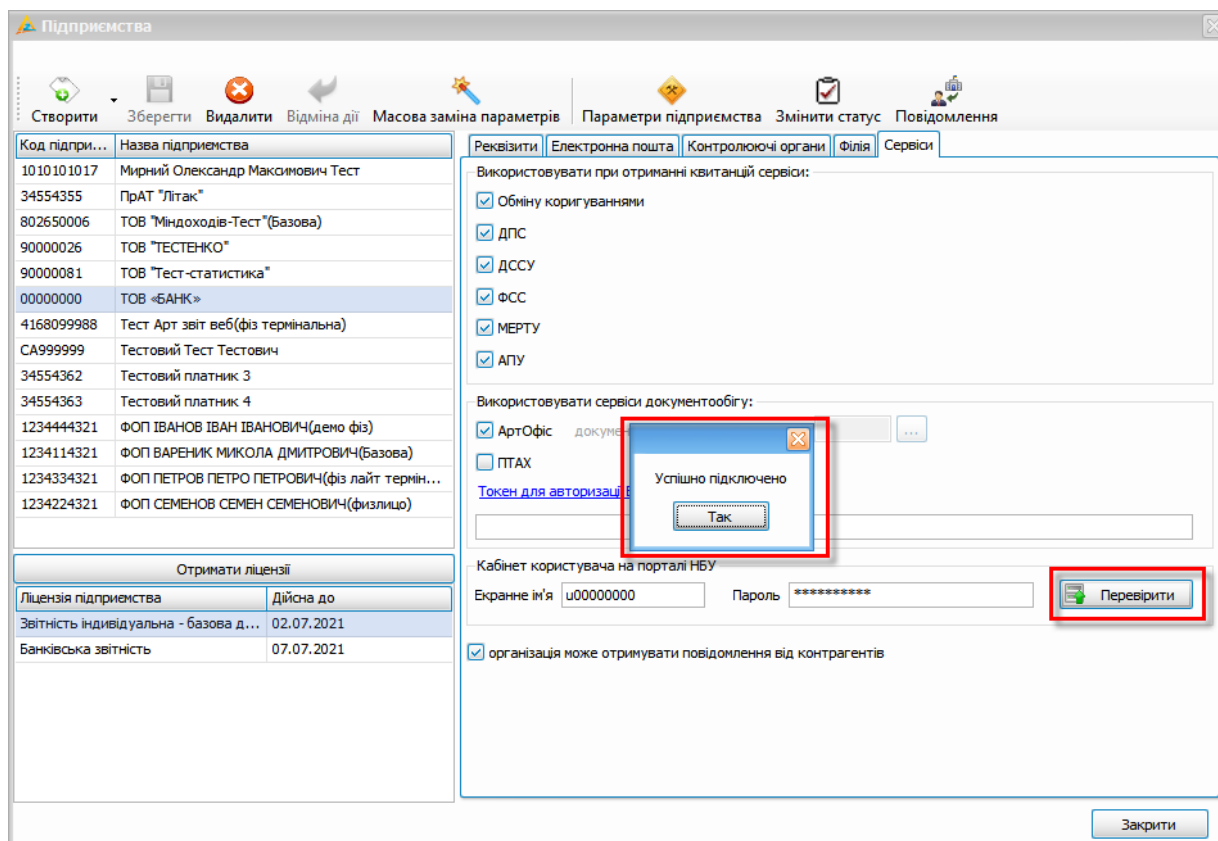 Підприємства
Створити Зберегти Видалити Відміна дії Масова заміна параметрів Параметри підприємства Змінити статус Повідомлення
Код підпри... Назва підприємства
1010101017 Мирний Олександр Максимович Тест
34554355 ПрАТ "Літак"
802650006 ТОВ "Міндоходів-Тест"(Базова)
90000026 ТОВ "ТЕСТЕНКО"
90000081 ТОВ "Тест-статистика"
00000000 ТОВ «БАНК»
4168099988 Тест Арт звіт веб(фіз термінальна)
CA999999 Тестовий Тест Тестович
34554362 Тестовий платник 3
34554363 Тестовий платник 4
1234444321 ФОП ІВАНОВ ІВАН ІВАНОВИЧ(демо фіз)
1234114321 ФОП ВАРЕНИК МИКОЛА ДМИТРОВИЧ(Базова)
1234334321 ФОП ПЕТРОВ ПЕТРО ПЕТРОВИЧ(фіз лайт термін...
1234224321 ФОП СЕМЕНОВ СЕМЕН СЕМЕНОВИЧ(физлицо)
Отримати ліцензії
Ліцензія підприємства Дійсна до
Звітність індивідуальна - базова д... 02.07.2021
Банківська звітність 07.07.2021
Реквізити Електронна пошта Контролюючі органи Філія Сервіси
Використовувати при отриманні квитанцій сервіси:
Обміну коригуваннями
ДПС
ДССУ
ФСС
МЕРТУ
АПУ
Використовувати сервіси документообігу:
АртОфіс докуме
...
ПТАХ
Токен для авторизації
Успішно підключено
Так
Кабінет користувача на порталі НБУ
Екранне ім'я u00000000 Пароль ********** Перевірити
організація може отримувати повідомлення від контрагентів
Закрити